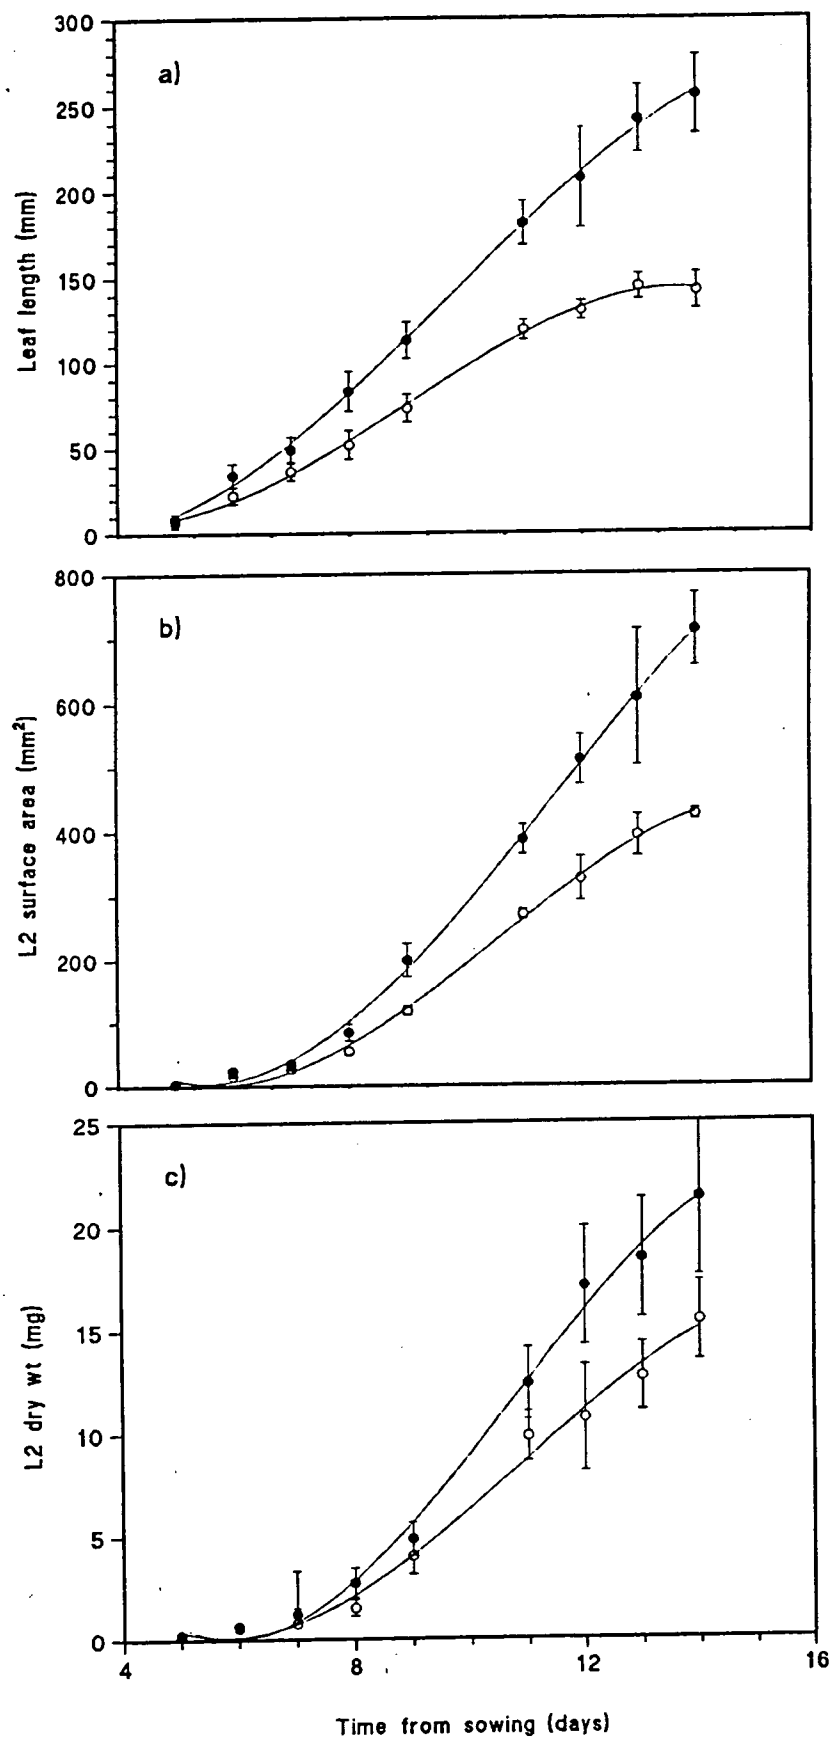 300
a)
250
200
150
100
50
0
Leaf length (mm)
800
b)
600
400
200
0
L2 surface area (mm²)
25
c)
20
15
10
5
0
L2 dry wt (mg)
4 8 12 16
Time from sowing (days)